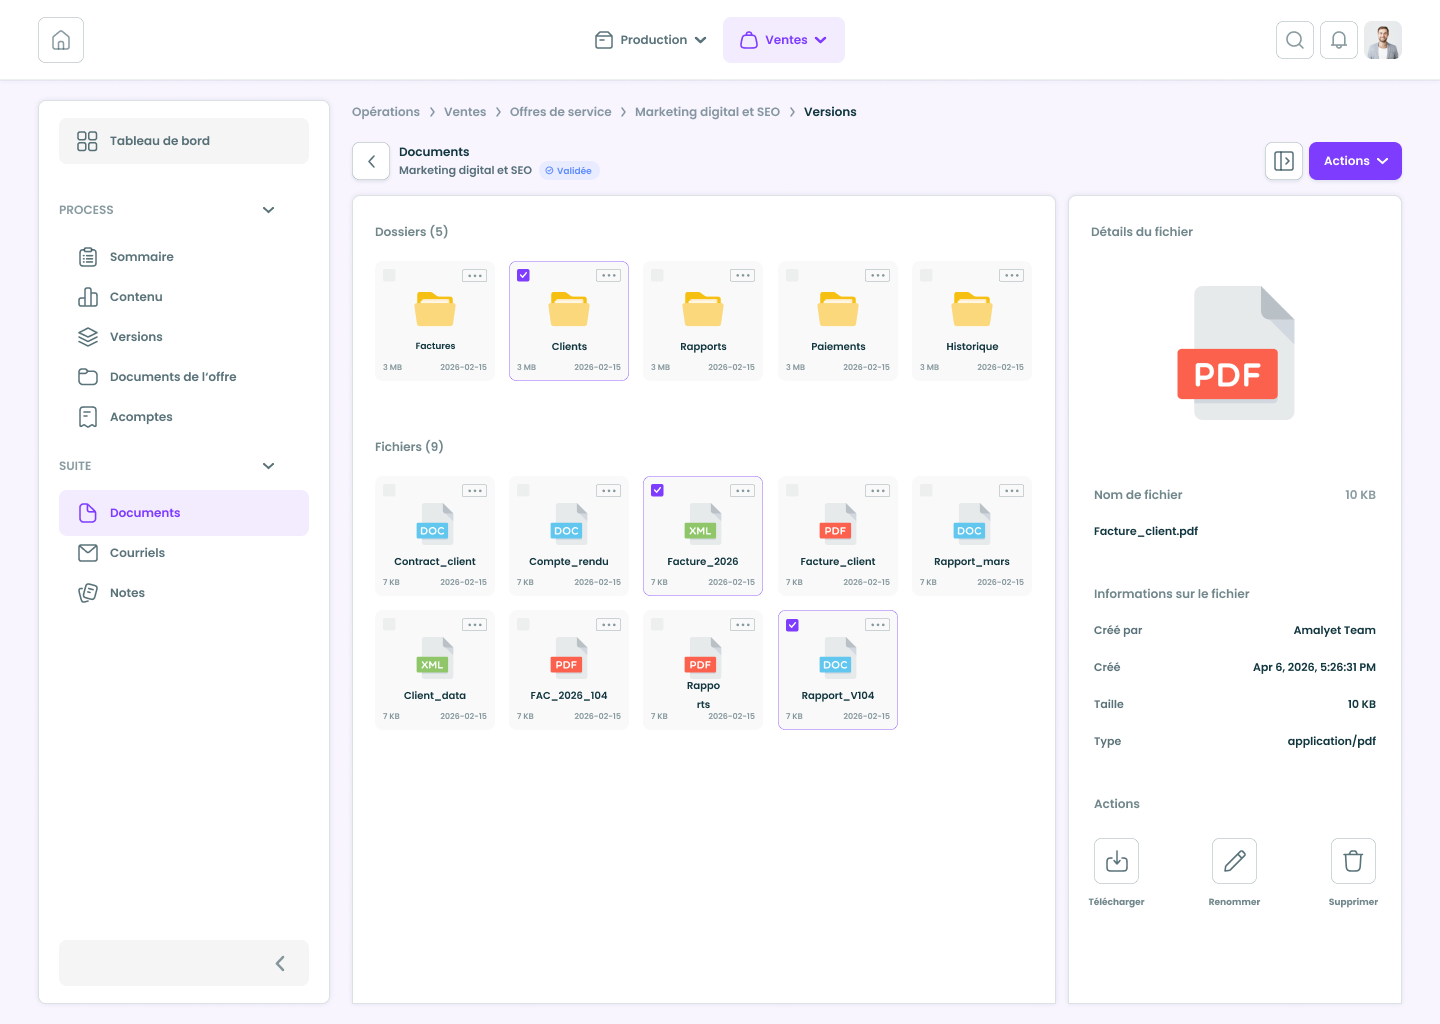 Production
Ventes
Tableau de bord
PROCESS
Sommaire
Contenu
Versions
Documents de l’offre
Acomptes
SUITE
Documents
Courriels
Notes
Opérations > Ventes > Offres de service > Marketing digital et SEO > Versions
Documents
Marketing digital et SEO Validée
Actions
Dossiers (5)
Factures
3 MB 2026-02-15
Clients
3 MB 2026-02-15
Rapports
3 MB 2026-02-15
Paiements
3 MB 2026-02-15
Historique
3 MB 2026-02-15
Fichiers (9)
DOC
Contract_client
7 KB 2026-02-15
DOC
Compte_rendu
7 KB 2026-02-15
XML
Facture_2026
7 KB 2026-02-15
PDF
Facture_client
7 KB 2026-02-15
DOC
Rapport_mars
7 KB 2026-02-15
XML
Client_data
7 KB 2026-02-15
PDF
FAC_2026_104
7 KB 2026-02-15
PDF
Rappo
rts
7 KB 2026-02-15
DOC
Rapport_V104
7 KB 2026-02-15
Détails du fichier
PDF
Nom de fichier 10 KB
Facture_client.pdf
Informations sur le fichier
Créé par Amalyet Team
Créé Apr 6, 2026, 5:26:31 PM
Taille 10 KB
Type application/pdf
Actions
Télécharger Renommer Supprimer